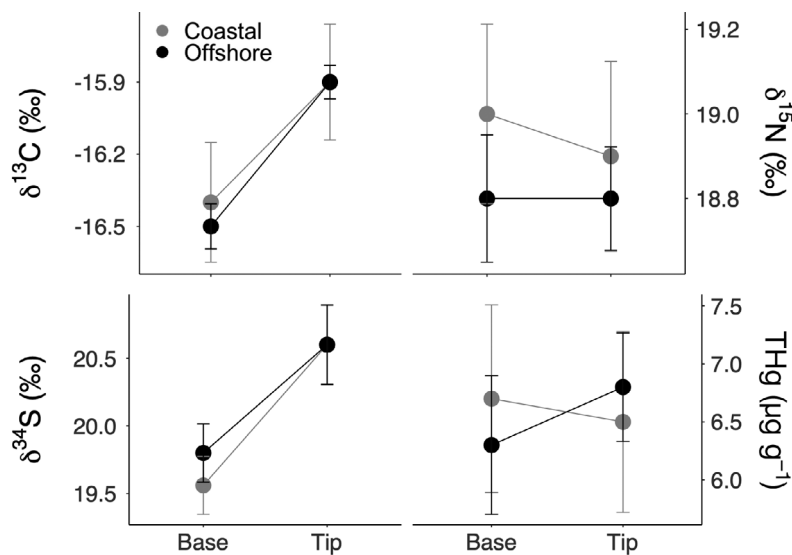 Coastal
Offshore
δ¹³C (‰)
-15.9
-16.2
-16.5
19.2
19.0
18.8
δ¹⁵N (‰)
δ³⁴S (‰)
20.5
20.0
19.5
7.5
7.0
6.5
6.0
THg (µg g⁻¹)
Base Tip Base Tip